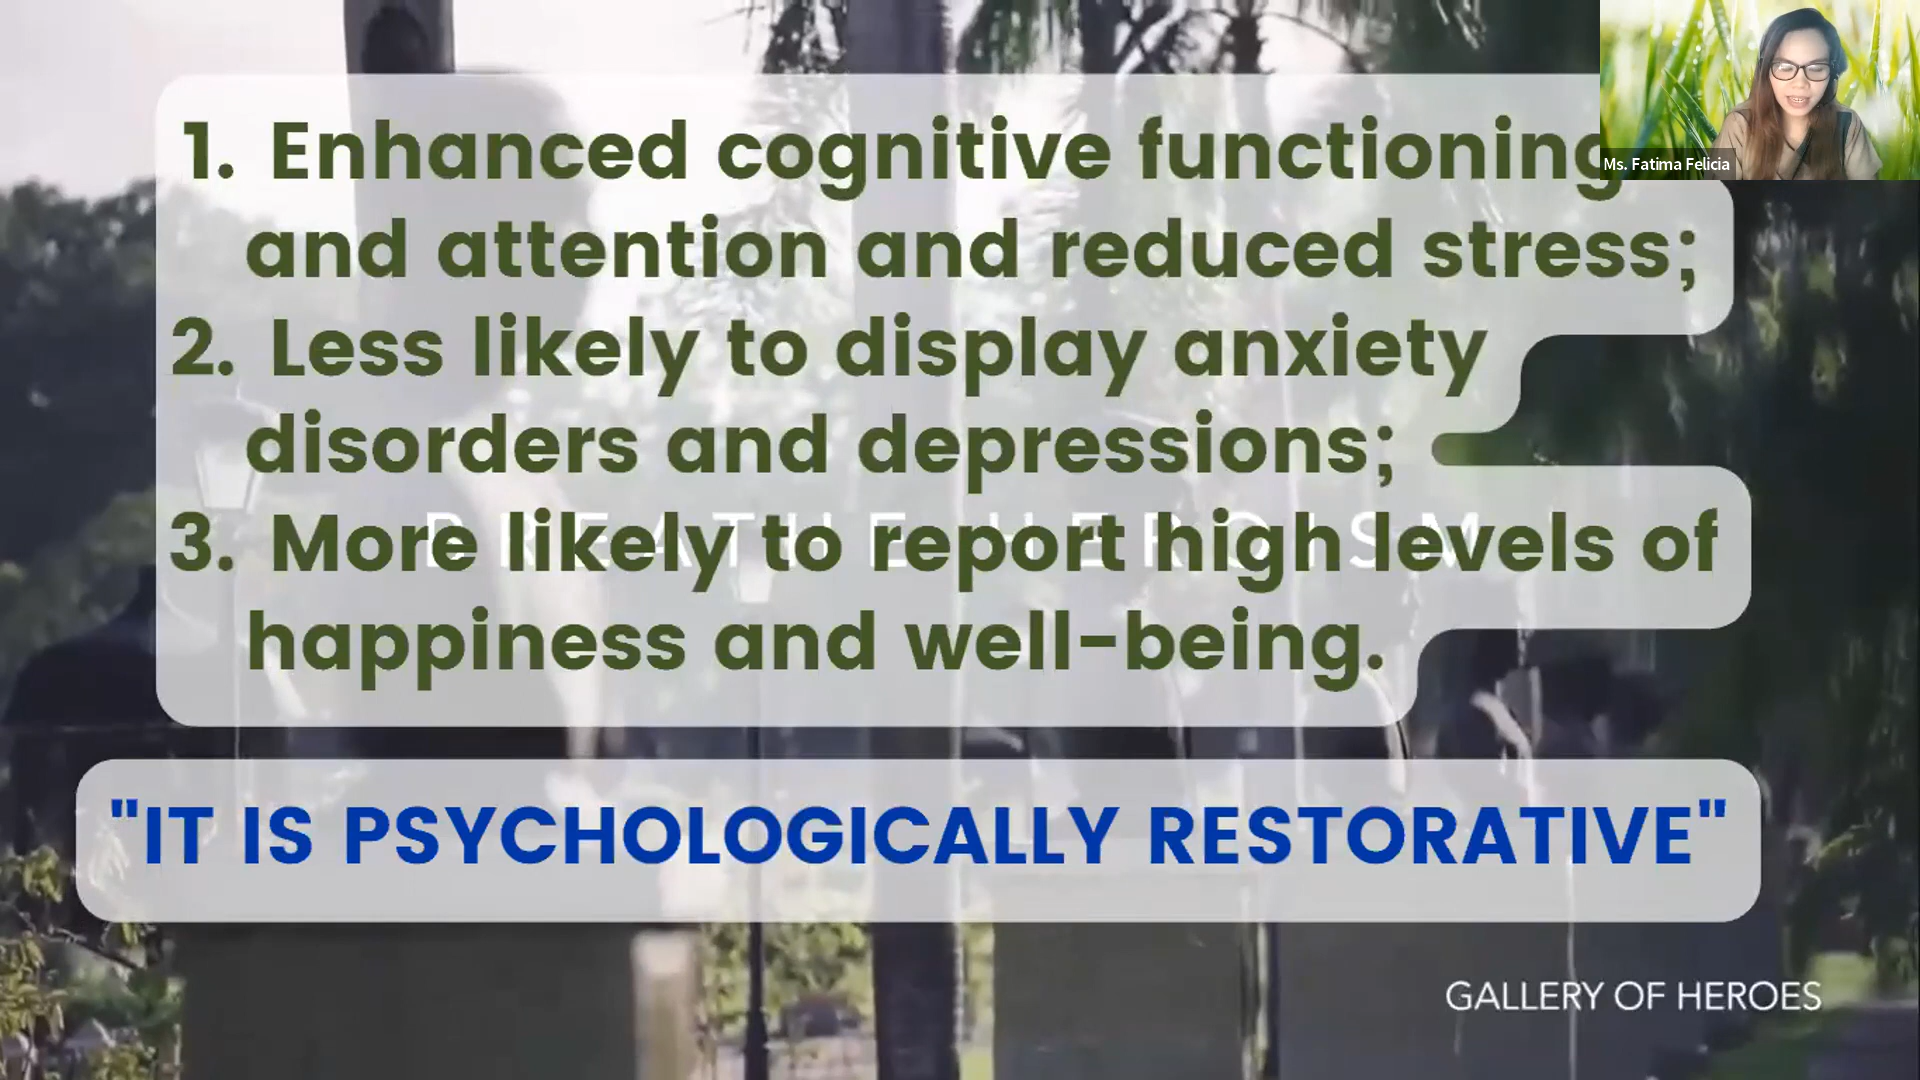 1. Enhanced cognitive functioning
Ms. Fatima Felicia
and attention and reduced stress;
2. Less likely to display anxiety
disorders and depressions;
BREATHE HEROISM
3. More likely to report high levels of
happiness and well-being.
"IT IS PSYCHOLOGICALLY RESTORATIVE"
GALLERY OF HEROES